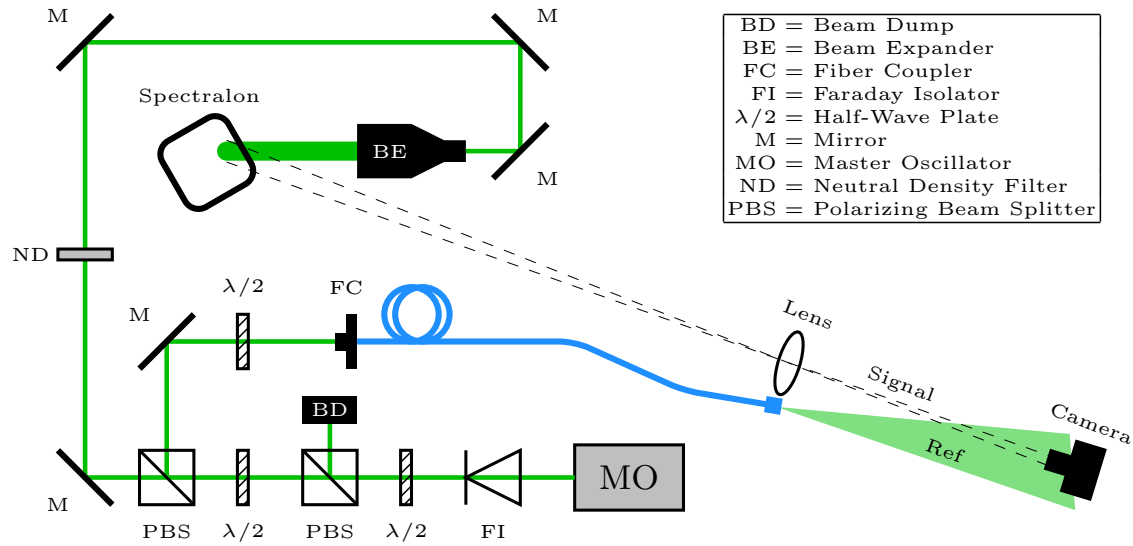 M
M
BD = Beam Dump
BE = Beam Expander
FC = Fiber Coupler
FI = Faraday Isolator
λ/2 = Half-Wave Plate
M = Mirror
MO = Master Oscillator
ND = Neutral Density Filter
PBS = Polarizing Beam Splitter
Spectralon
BE
M
ND
λ/2
FC
M
Lens
Signal
Camera
BD
Ref
MO
M
PBS
λ/2
PBS
λ/2
FI